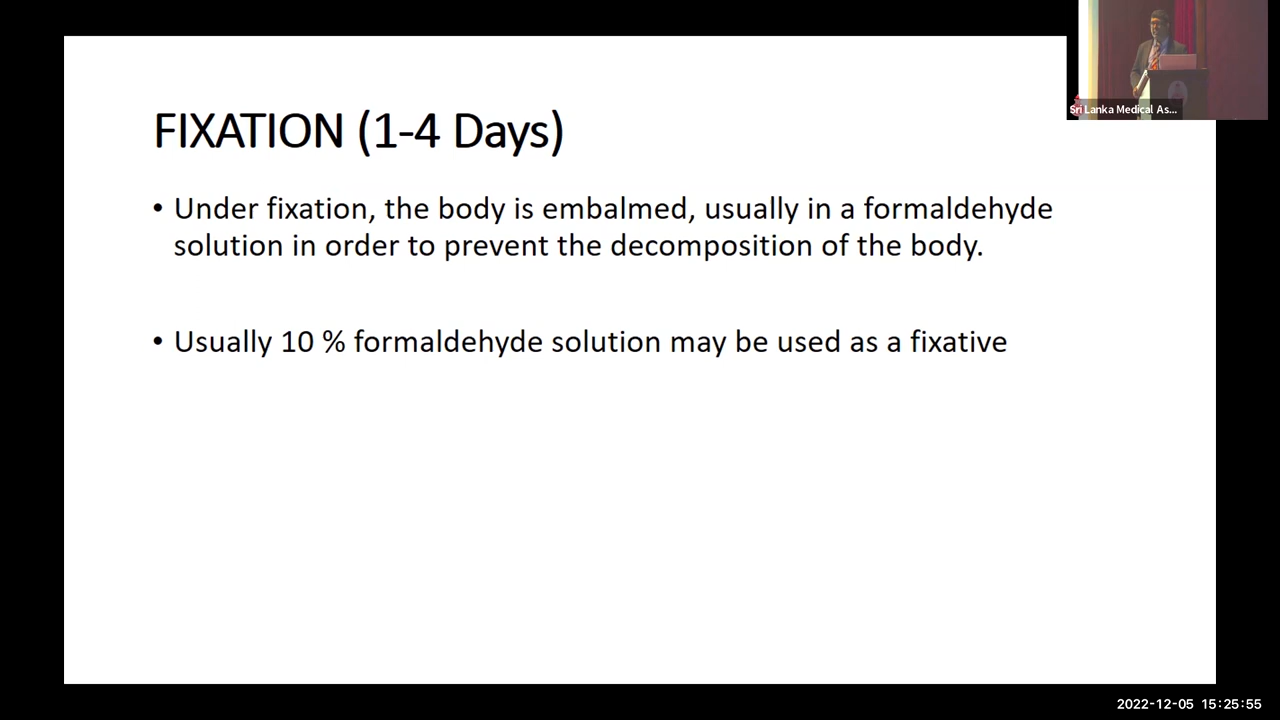 Sri Lanka Medical As...
FIXATION (1-4 Days)
• Under fixation, the body is embalmed, usually in a formaldehyde
solution in order to prevent the decomposition of the body.
• Usually 10 % formaldehyde solution may be used as a fixative
2022-12-05 15:25:55